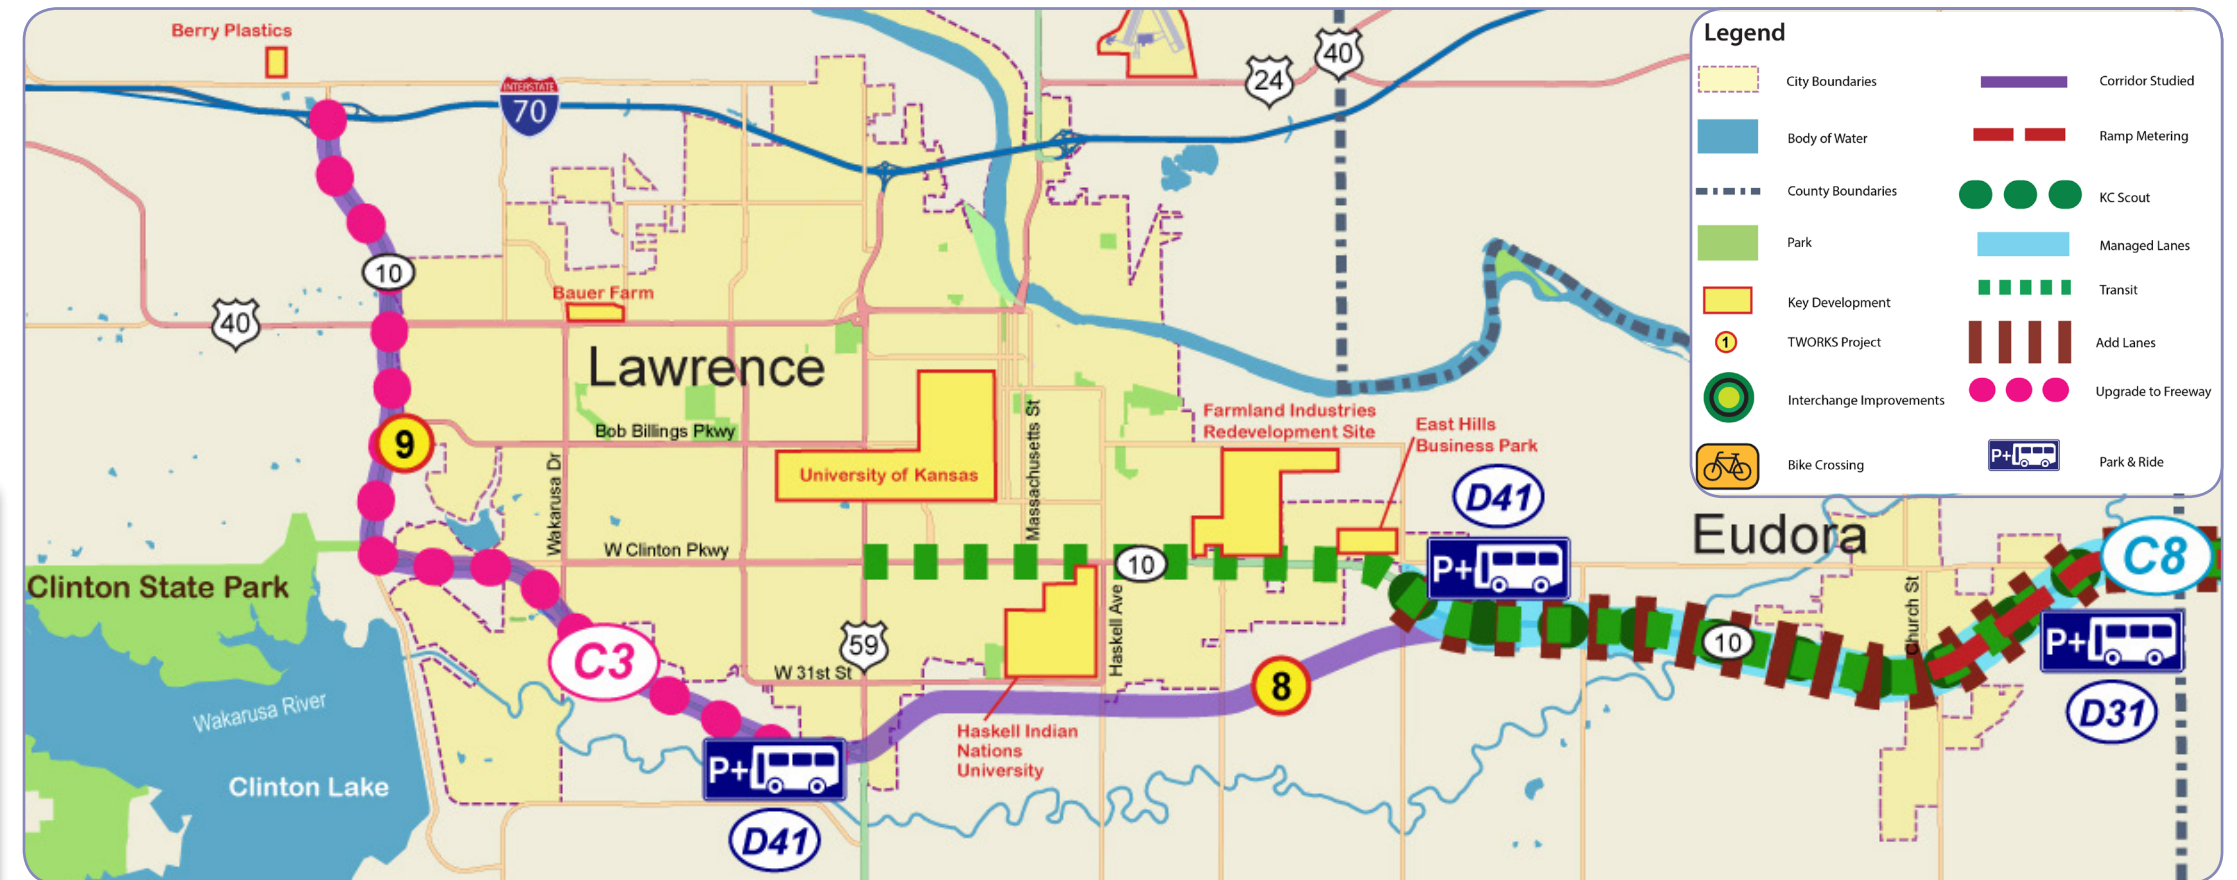 Berry Plastics
INTERSTATE
70
24
40
10
40
Bauer Farm
Lawrence
9
Bob Billings Pkwy
University of Kansas
Wakarusa Dr
Massachusetts St
W Clinton Pkwy
Farmland Industries
Redevelopment Site
East Hills
Business Park
D41
P+
10
Haskell Ave
Clinton State Park
Wakarusa River
Clinton Lake
C3
59
W 31st St
8
Haskell Indian
Nations
University
P+
D41
Eudora
Church St
10
C8
P+
D31
Legend
City Boundaries
Body of Water
County Boundaries
Park
Key Development
1
TWORKS Project
Interchange Improvements
Bike Crossing
Corridor Studied
Ramp Metering
KC Scout
Managed Lanes
Transit
Add Lanes
Upgrade to Freeway
P+
Park & Ride